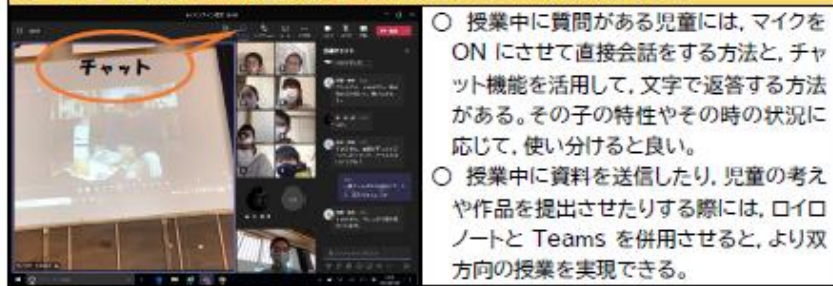 チャット
○ 授業中に質問がある児童には，マイクを
ON にさせて直接会話をする方法と，チャ
ット機能を活用して，文字で返答する方法
がある。その子の特性やその時の状況に
応じて，使い分けると良い。
○ 授業中に資料を送信したり，児童の考え
や作品を提出させたりする際には，ロイロ
ノートと Teams を併用させると，より双
方向の授業を実現できる。